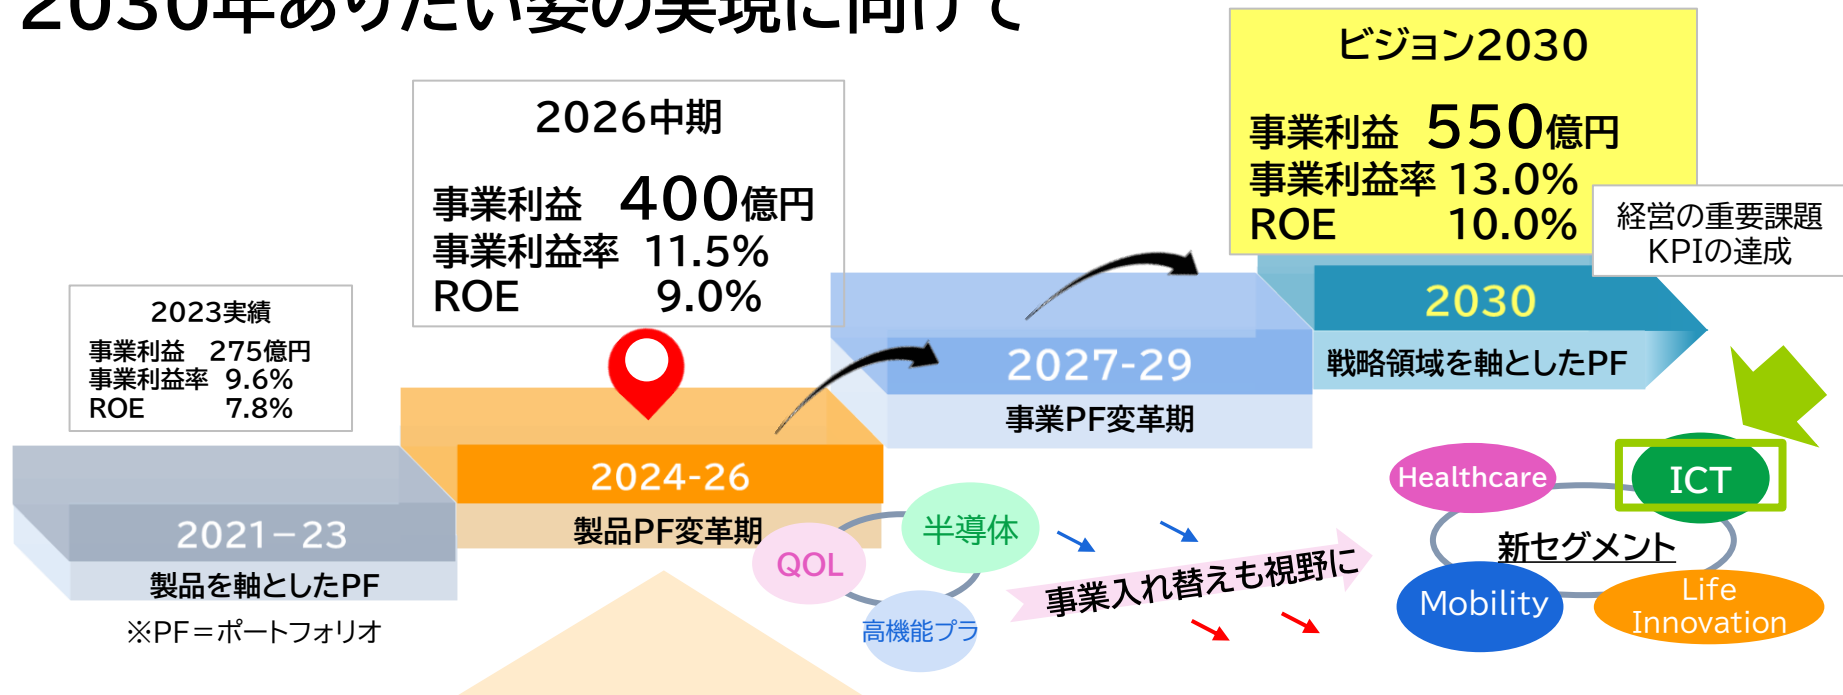 2030年ありたい姿の実現に向けて
ビジョン2030
事業利益 550億円
事業利益率 13.0%
ROE 10.0%
経営の重要課題
KPIの達成
2026中期
事業利益 400億円
事業利益率 11.5%
ROE 9.0%
2023実績
事業利益 275億円
事業利益率 9.6%
ROE 7.8%
2030
戦略領域を軸としたPF
2027-29
事業PF変革期
2024-26
製品PF変革期
2021−23
製品を軸としたPF
※PF=ポートフォリオ
QOL
半導体
高機能プラ
事業入れ替えも視野に
Healthcare
ICT
新セグメント
Mobility
Life
Innovation